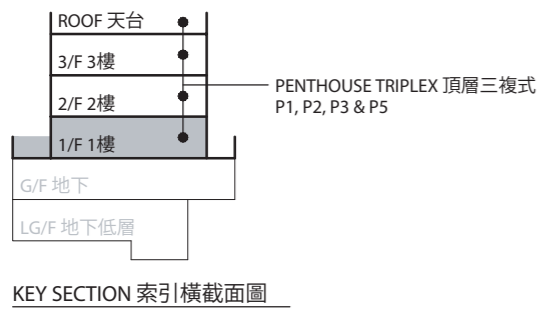 ROOF 天台
3/F 3樓
2/F 2樓
1/F 1樓
PENTHOUSE TRIPLEX 頂層三複式
P1, P2, P3 & P5
G/F 地下
LG/F 地下低層
KEY SECTION 索引橫截面圖